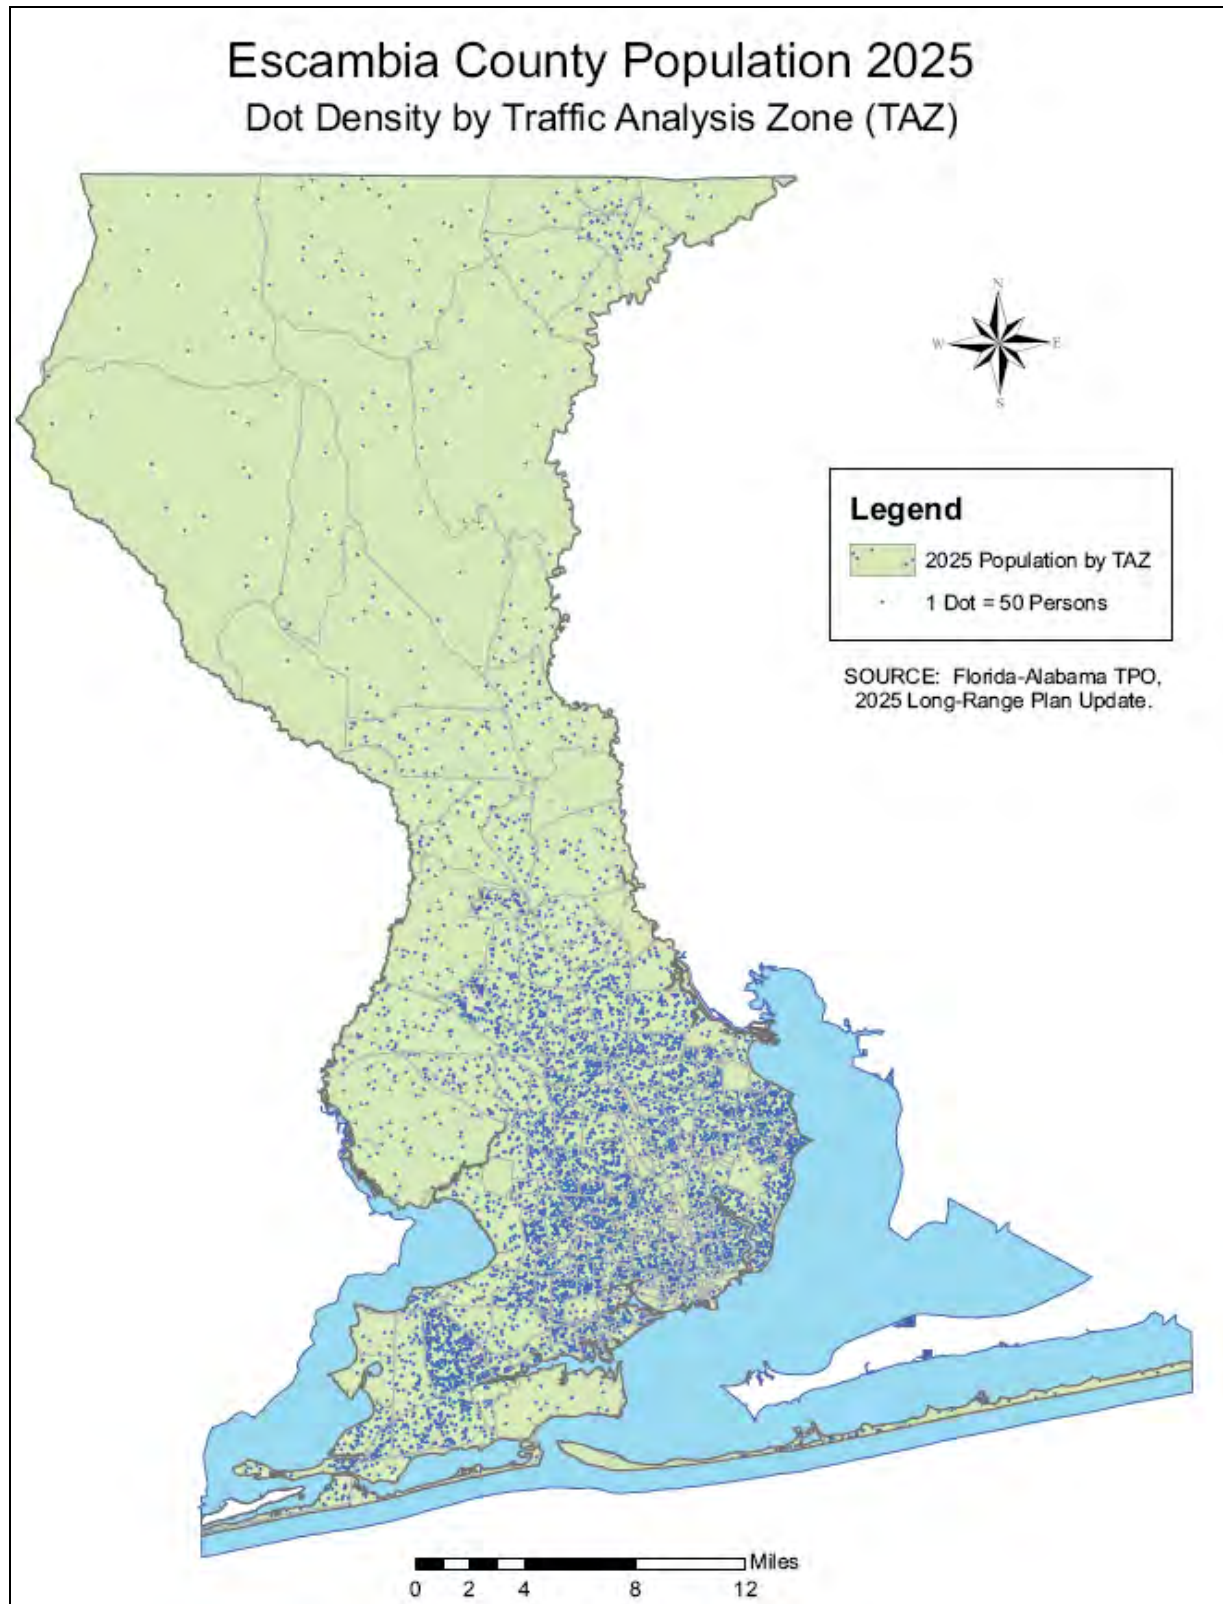 Escambia County Population 2025
Dot Density by Traffic Analysis Zone (TAZ)
N
W
E
S
Legend
2025 Population by TAZ
1 Dot = 50 Persons
SOURCE: Florida-Alabama TPO,
2025 Long-Range Plan Update.
Miles
0 2 4 8 12